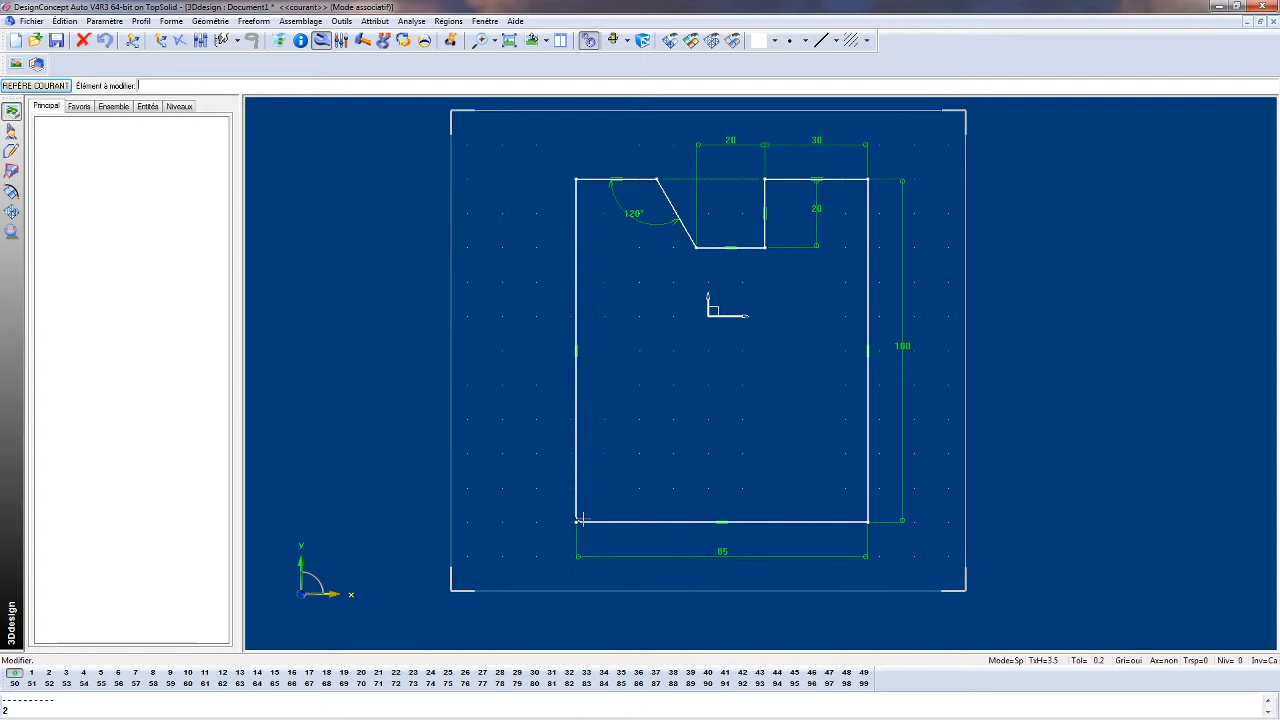 DesignConcept Auto V4R3 64-bit on TopSolid - [3Ddesign : Document1 * <<courant>> (Mode associatif)]
Fichier Édition Paramètre Profil Forme Géométrie Freeform Assemblage Outils Attribut Analyse Régions Fenêtre Aide
REPÈRE COURANT Élément à modifier:
Principal Favoris Ensemble Entités Niveaux
20 30
120° 20
100
85
y
x
3Ddesign
Modifier. Mode=Sp TxH=3.5 Tol= 0.2 Gri=oui Axe=non Trsp=0 Niv= 0 Inv=Ca
0 1 2 3 4 5 6 7 8 9 10 11 12 13 14 15 16 17 18 19 20 21 22 23 24 25 26 27 28 29 30 31 32 33 34 35 36 37 38 39 40 41 42 43 44 45 46 47 48 49
50 51 52 53 54 55 56 57 58 59 60 61 62 63 64 65 66 67 68 69 70 71 72 73 74 75 76 77 78 79 80 81 82 83 84 85 86 87 88 89 90 91 92 93 94 95 96 97 98 99
----------
2